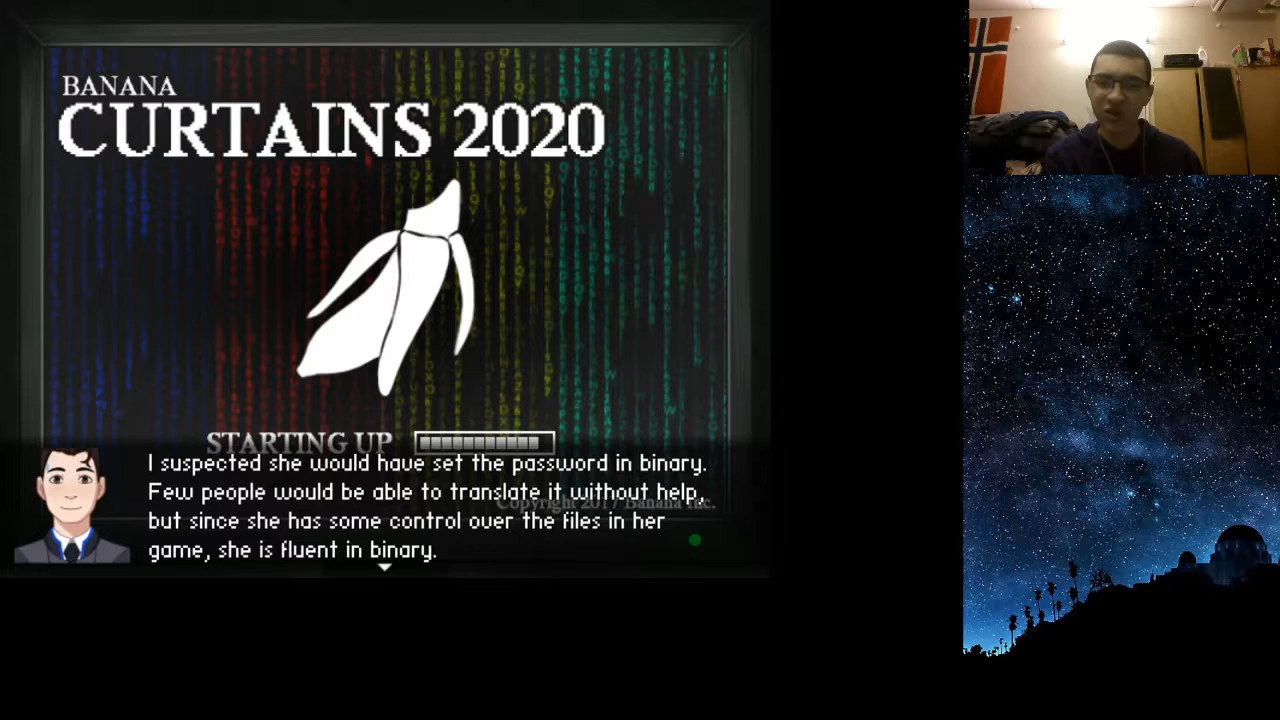 BANANA
CURTAINS 2020
STARTING UP
I suspected she would have set the password in binary.
Few people would be able to translate it without help,
Copyright 2017 Banana Inc.
but since she has some control over the files in her
game, she is fluent in binary.